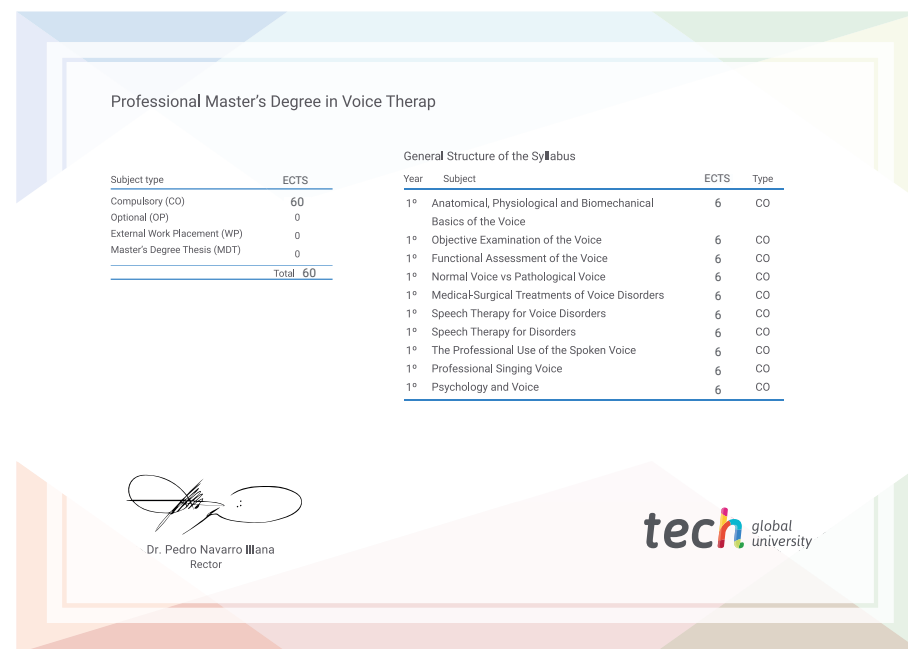 Professional Master's Degree in Voice Therap
Subject type ECTS
Compulsory (CO) 60
Optional (OP) 0
External Work Placement (WP) 0
Master's Degree Thesis (MDT) 0
Total 60
General Structure of the Syllabus
Year Subject ECTS Type
1º Anatomical, Physiological and Biomechanical 6 CO
Basics of the Voice
1º Objective Examination of the Voice 6 CO
1º Functional Assessment of the Voice 6 CO
1º Normal Voice vs Pathological Voice 6 CO
1º Medical-Surgical Treatments of Voice Disorders 6 CO
1º Speech Therapy for Voice Disorders 6 CO
1º Speech Therapy for Disorders 6 CO
1º The Professional Use of the Spoken Voice 6 CO
1º Professional Singing Voice 6 CO
1º Psychology and Voice 6 CO
Dr. Pedro Navarro Illana
Rector
tech global
university